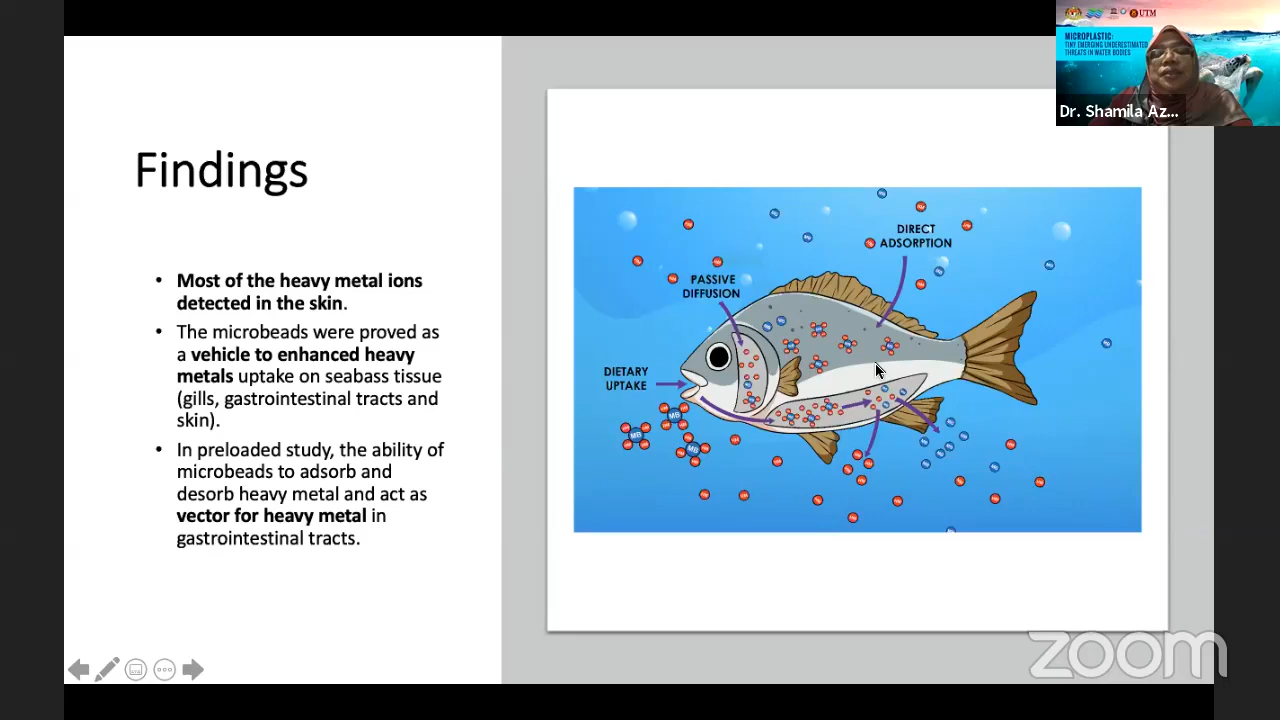 UTM
MICROPLASTIC:
TINY EMERGING UNDERESTIMATED
THREATS IN WATER BODIES
Dr. Shamila Az...
Findings
• Most of the heavy metal ions
detected in the skin.
• The microbeads were proved as
a vehicle to enhanced heavy
metals uptake on seabass tissue
(gills, gastrointestinal tracts and
skin).
• In preloaded study, the ability of
microbeads to adsorb and
desorb heavy metal and act as
vector for heavy metal in
gastrointestinal tracts.
DIRECT
ADSORPTION
PASSIVE
DIFFUSION
DIETARY
UPTAKE
MB
MB
MB
zoom